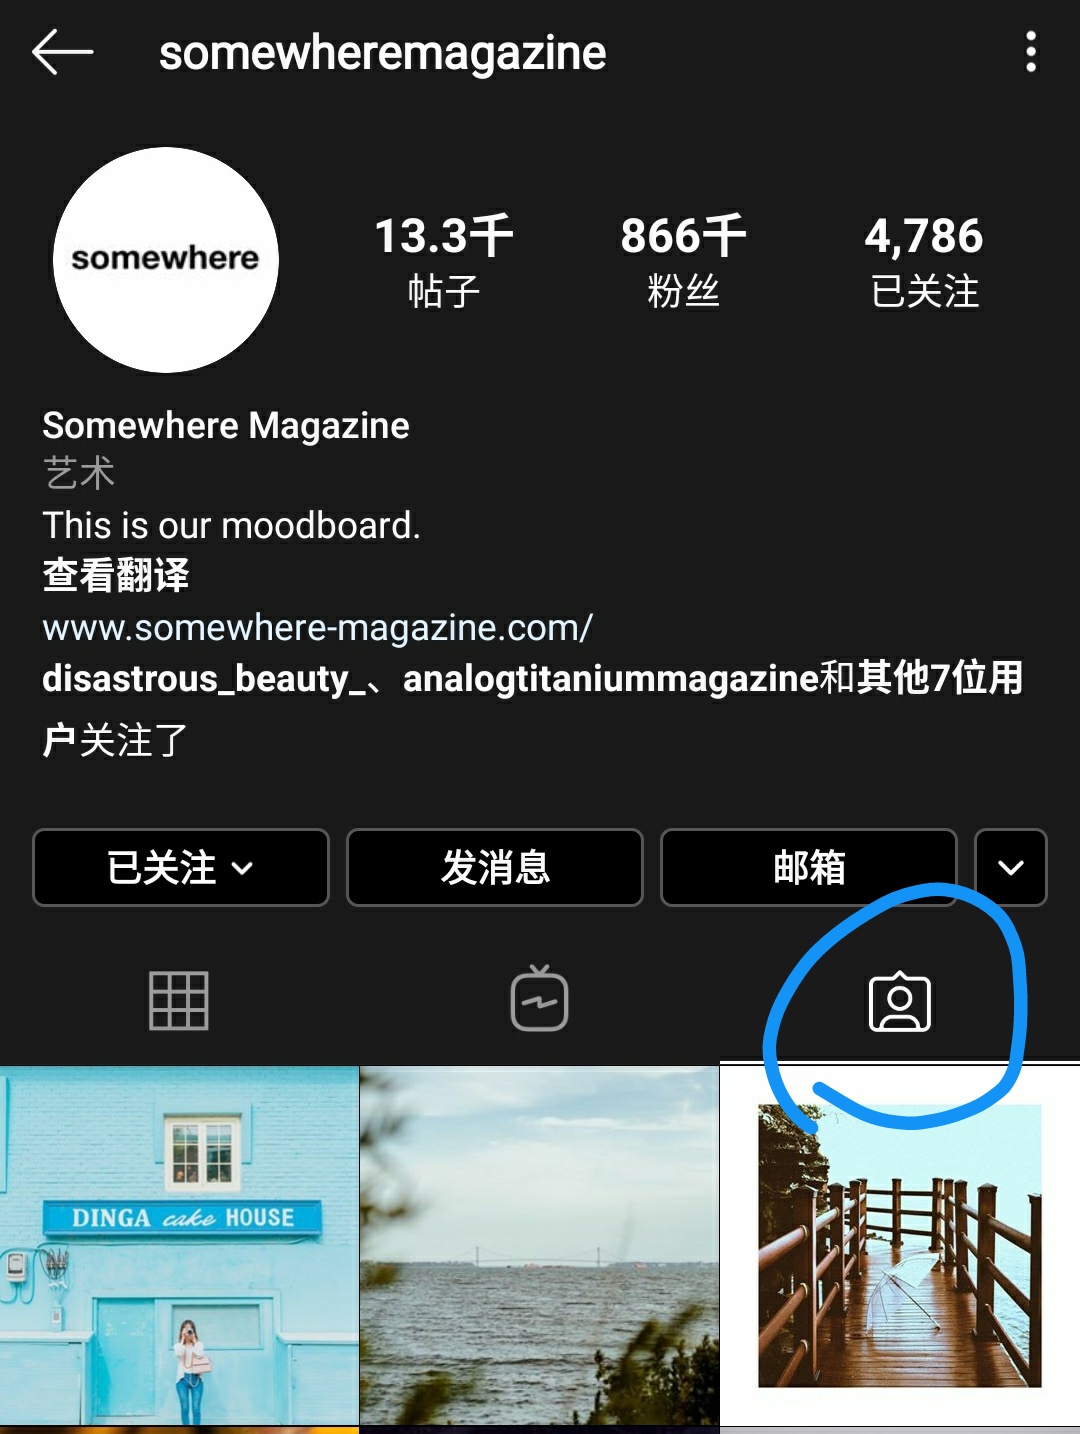 somewheremagazine
somewhere
13.3千 866千 4,786
帖子 粉丝 已关注
Somewhere Magazine
艺术
This is our moodboard.
查看翻译
www.somewhere-magazine.com/
disastrous_beauty_、analogtitaniummagazine和其他7位用
户关注了
已关注 发消息 邮箱
DINGA cake HOUSE